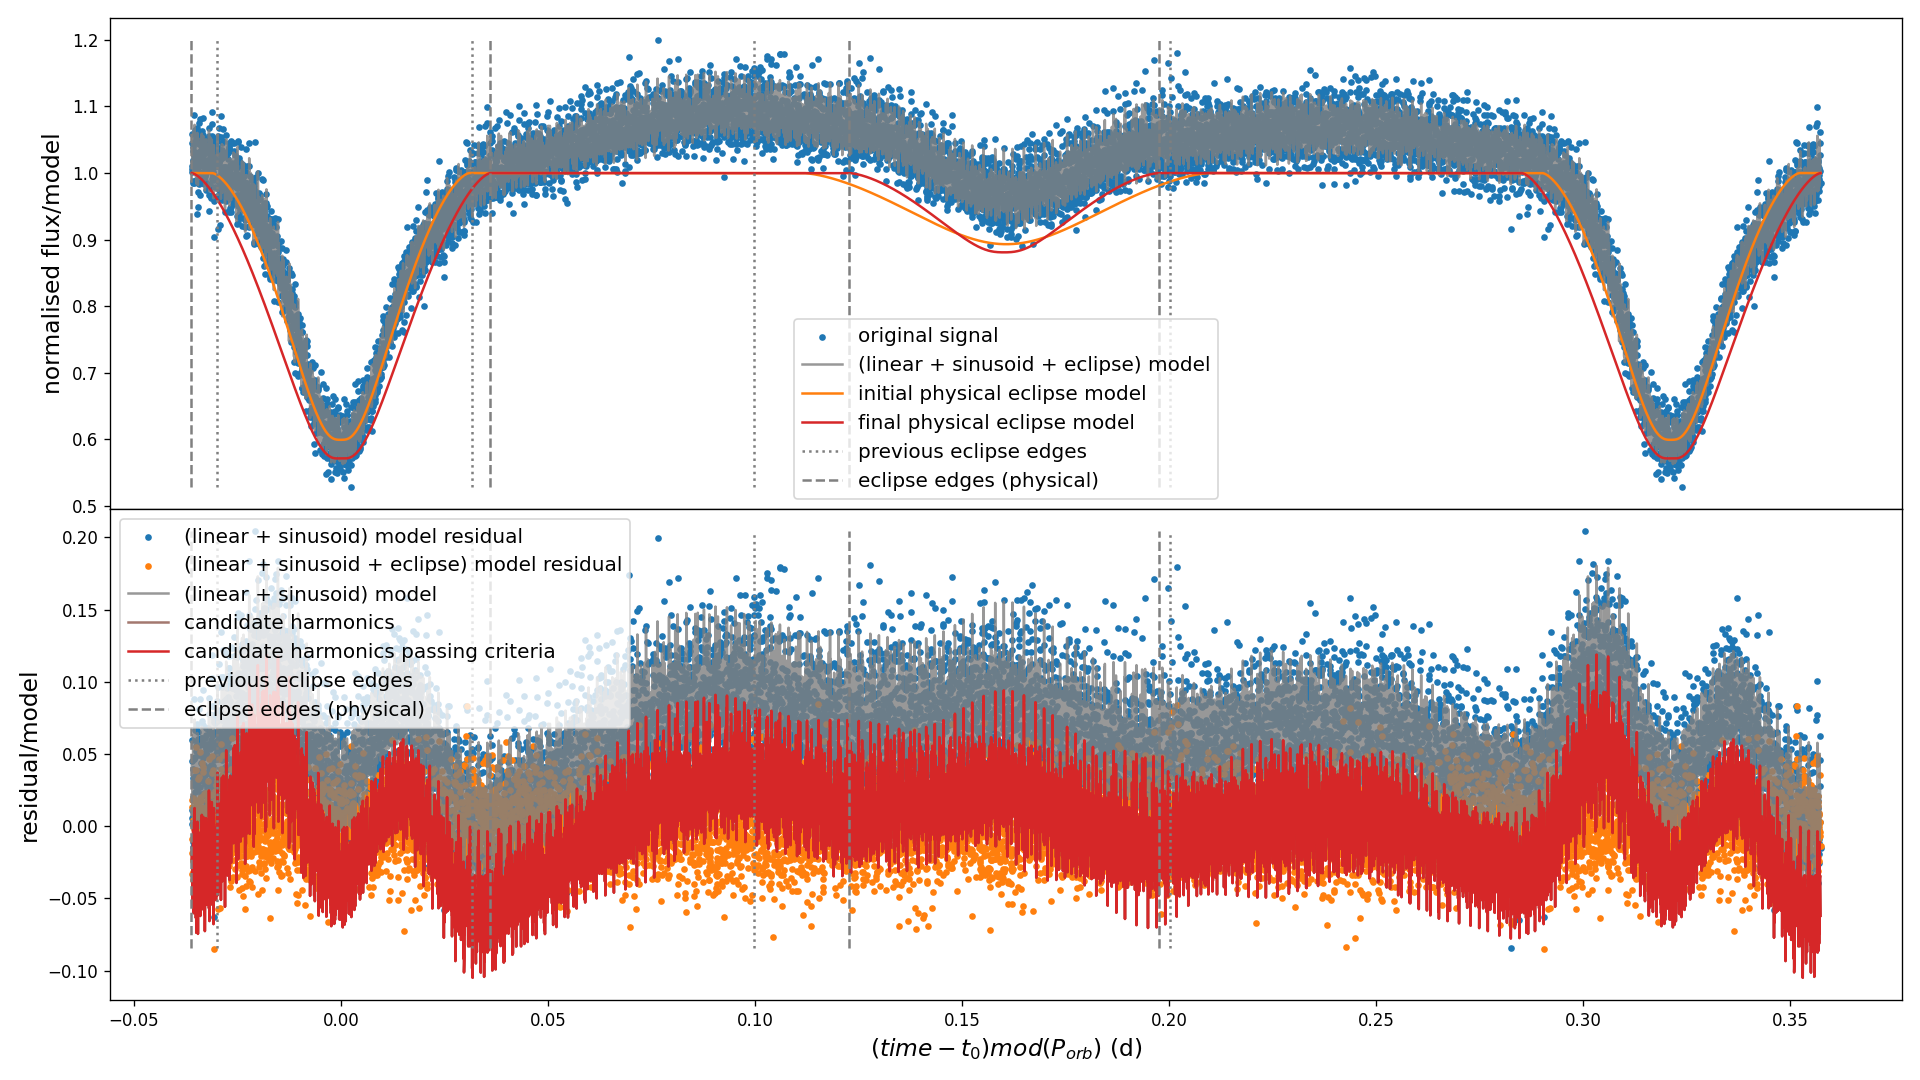 1.2
1.1
1.0
0.9
0.8
0.7
0.6
0.5
normalised flux/model
original signal
(linear + sinusoid + eclipse) model
initial physical eclipse model
final physical eclipse model
previous eclipse edges
eclipse edges (physical)
0.20
0.15
0.10
0.05
0.00
−0.05
−0.10
residual/model
(linear + sinusoid) model residual
(linear + sinusoid + eclipse) model residual
(linear + sinusoid) model
candidate harmonics
candidate harmonics passing criteria
previous eclipse edges
eclipse edges (physical)
−0.05 0.00 0.05 0.10 0.15 0.20 0.25 0.30 0.35
(time − t₀)mod(Pₒᵣb) (d)